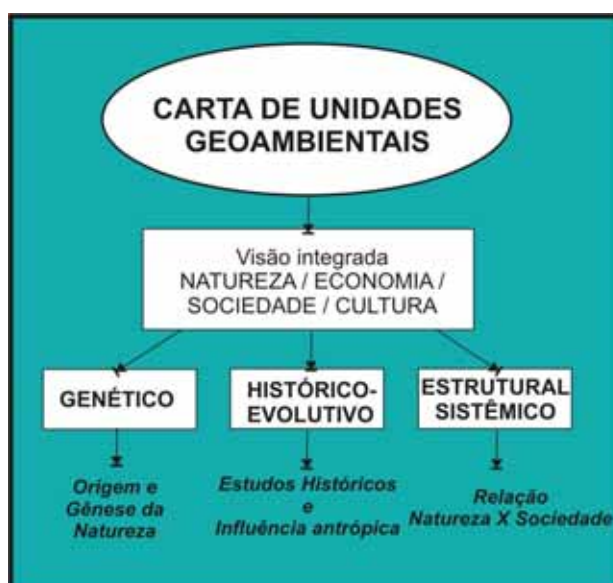 CARTA DE UNIDADES
GEOAMBIENTAIS
Visão integrada
NATUREZA / ECONOMIA /
SOCIEDADE / CULTURA
GENÉTICO
HISTÓRICO-
EVOLUTIVO
ESTRUTURAL
SISTÊMICO
Origem e
Gênese da
Natureza
Estudos Históricos
e
Influência antrópica
Relação
Natureza X Sociedade